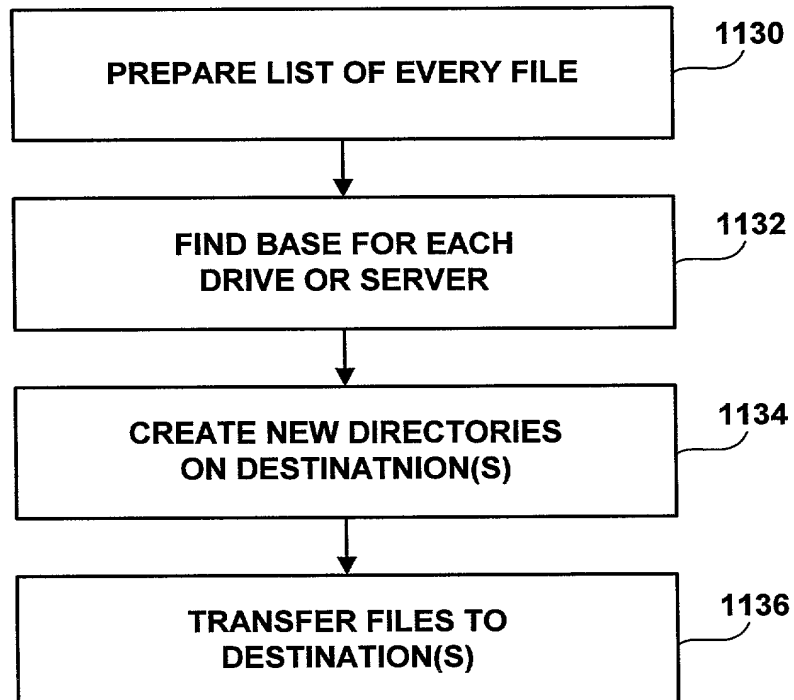 1130
PREPARE LIST OF EVERY FILE
1132
FIND BASE FOR EACH
DRIVE OR SERVER
1134
CREATE NEW DIRECTORIES
ON DESTINATNION(S)
1136
TRANSFER FILES TO
DESTINATION(S)